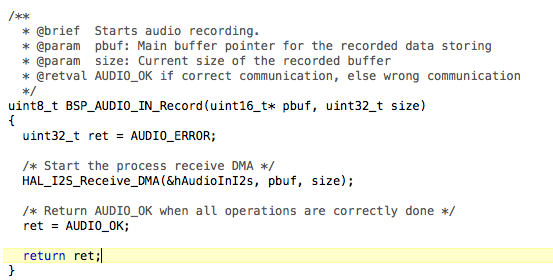 /**
  * @brief  Starts audio recording.
  * @param  pbuf: Main buffer pointer for the recorded data storing
  * @param  size: Current size of the recorded buffer
  * @retval AUDIO_OK if correct communication, else wrong communication
  */
uint8_t BSP_AUDIO_IN_Record(uint16_t* pbuf, uint32_t size)
{
  uint32_t ret = AUDIO_ERROR;

  /* Start the process receive DMA */
  HAL_I2S_Receive_DMA(&hAudioInI2s, pbuf, size);

  /* Return AUDIO_OK when all operations are correctly done */
  ret = AUDIO_OK;

  return ret;
}